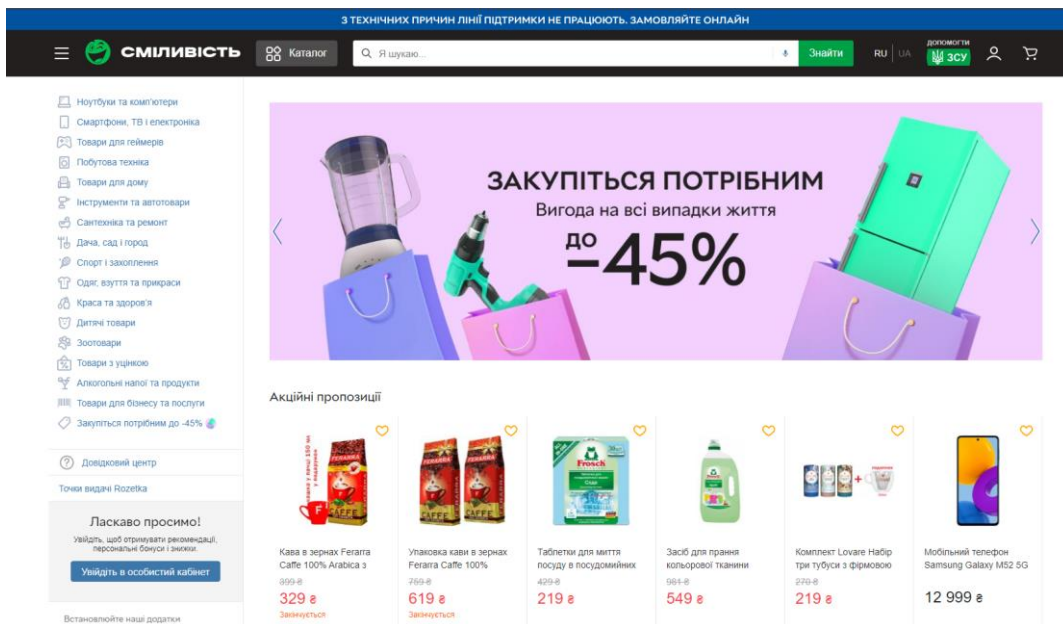 З ТЕХНІЧНИХ ПРИЧИН ЛІНІЇ ПІДТРИМКИ НЕ ПРАЦЮЮТЬ. ЗАМОВЛЯЙТЕ ОНЛАЙН
СМІЛИВІСТЬ
Каталог
Я шукаю...
Знайти
RU | UA
ДОПОМОГТИ
ЗСУ
Ноутбуки та комп'ютери
Смартфони, ТВ і електроніка
Товари для геймерів
Побутова техніка
Товари для дому
Інструменти та автотовари
Сантехніка та ремонт
Дача, сад і город
Спорт і захоплення
Одяг, взуття та прикраси
Краса та здоров'я
Дитячі товари
Зоотовари
Товари з уцінкою
Алкогольні напої та продукти
Товари для бізнесу та послуги
Закупіться потрібним до -45%
Довідковий центр
Точки видачі Rozetka
Ласкаво просимо!
Увійдіть, щоб отримувати рекомендації,
персональні бонуси і знижки.
Увійдіть в особистий кабінет
Встановлюйте наші додатки
ЗАКУПІТЬСЯ ПОТРІБНИМ
Вигода на всі випадки життя
ДО
–45%
Акційні пропозиції
FERARRA
CAFFE
Кава в зернах Ferarra
Caffe 100% Arabica з
399 ₴
329 ₴
Закінчується
FERARRA
CAFFE
Упаковка кави в зернах
Ferarra Caffe 100%
759 ₴
619 ₴
Закінчується
Frosch
Таблетки для миття
посуду в посудомийних
429 ₴
219 ₴
Засіб для прання
кольорової тканини
981 ₴
549 ₴
Комплект Lovare Набір
три тубуси з фірмовою
270 ₴
219 ₴
Мобільний телефон
Samsung Galaxy M52 5G
12 999 ₴